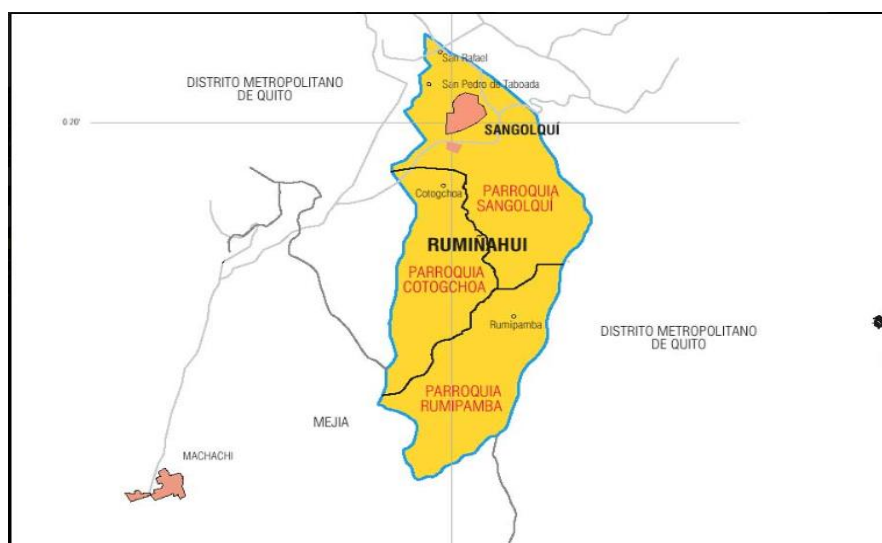 San Rafael
DISTRITO METROPOLITANO
DE QUITO
San Pedro de Taboada
0 20'
SANGOLQUÍ
Cotogchoa
PARROQUIA
SANGOLQUÍ
RUMIÑAHUI
PARROQUIA
COTOGCHOA
Rumipamba
DISTRITO METROPOLITANO
DE QUITO
PARROQUIA
RUMIPAMBA
MEJIA
MACHACHI